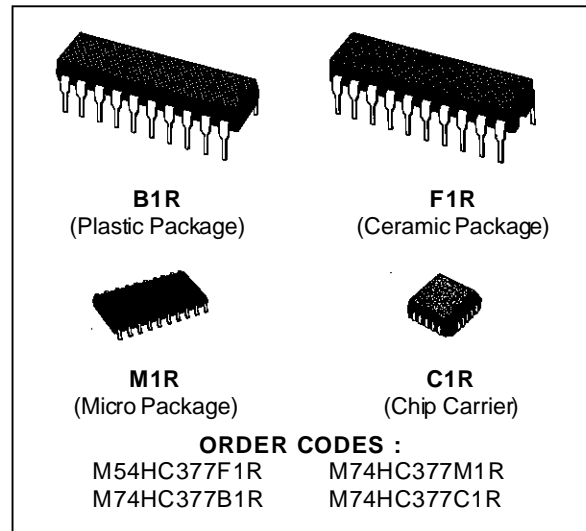 B1R
(Plastic Package)
F1R
(Ceramic Package)
M1R
(Micro Package)
C1R
(Chip Carrier)
ORDER CODES :
M54HC377F1R M74HC377M1R
M74HC377B1R M74HC377C1R